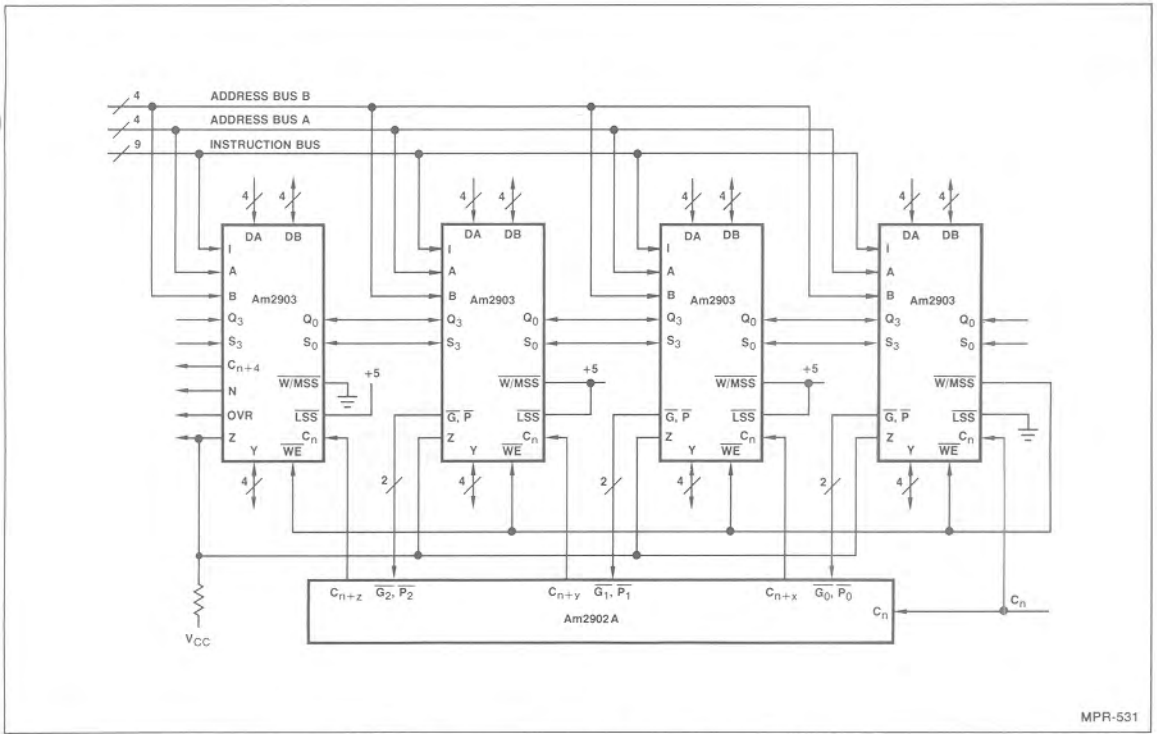 4 ADDRESS BUS B
4 ADDRESS BUS A
9 INSTRUCTION BUS
4 4 4 4 4 4 4 4
DA DB DA DB DA DB DA DB
I I I I
A A A A
B Am2903 B Am2903 B Am2903 B Am2903
Q3 Q0 Q3 Q0 Q3 Q0 Q3 Q0
S3 S0 S3 S0 S3 S0 S3 S0
Cn+4 +5 +5
N W/MSS W/MSS W/MSS W/MSS
+5
OVR LSS G, P LSS G, P LSS G, P LSS
Z Cn Z Cn Z Cn Z Cn
Y WE Y WE Y WE Y WE
4 2 4 2 4 2 4
Cn+z G2, P2 Cn+y G1, P1 Cn+x G0, P0 Cn
Am2902A Cn
VCC
MPR-531